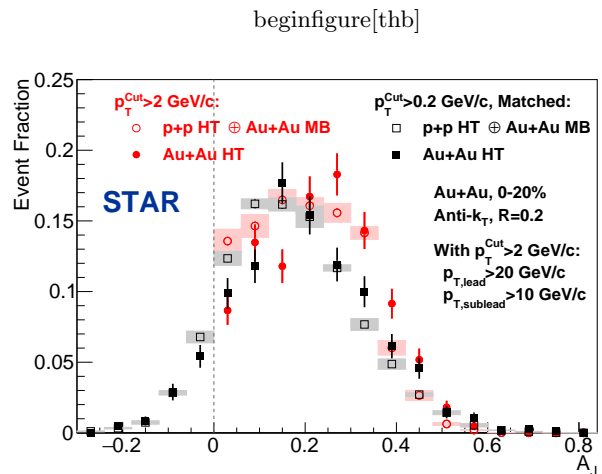 beginfigure[thb]
Event Fraction
0.25
0.2
0.15
0.1
0.05
0
p_T^Cut>2 GeV/c:
p+p HT ⊕ Au+Au MB
Au+Au HT
p_T^Cut>0.2 GeV/c, Matched:
p+p HT ⊕ Au+Au MB
Au+Au HT
STAR
Au+Au, 0-20%
Anti-k_T, R=0.2
With p_T^Cut>2 GeV/c:
p_T,lead>20 GeV/c
p_T,sublead>10 GeV/c
−0.2 0 0.2 0.4 0.6 0.8